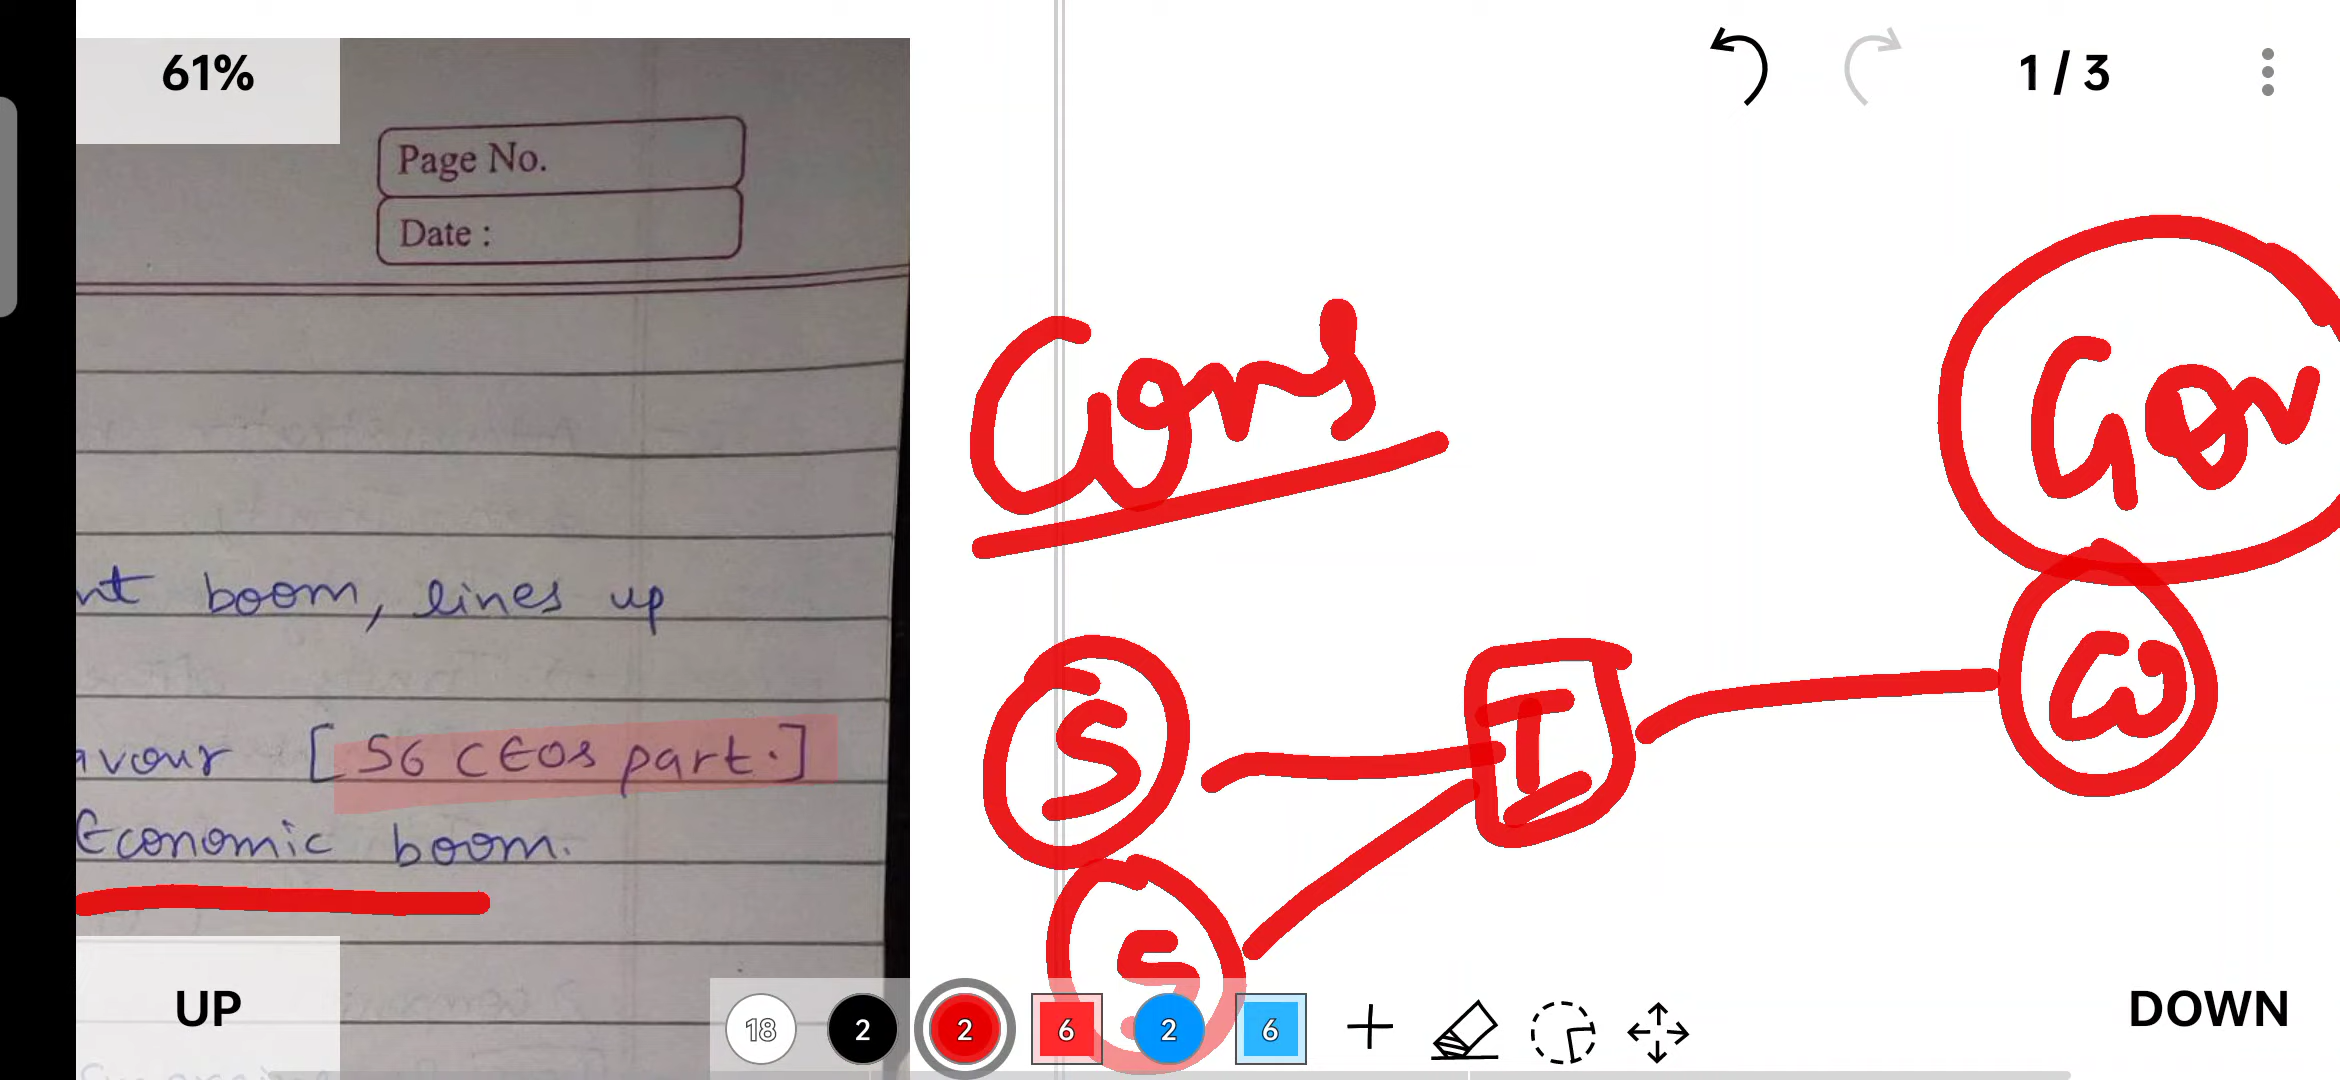 61%
1 / 3
Page No.
Date :
nt boom, lines up
avour [56 CEOs part.]
Economic boom.
Cons
Gov
S
I
W
S
UP
18
2
2
6
2
6
DOWN